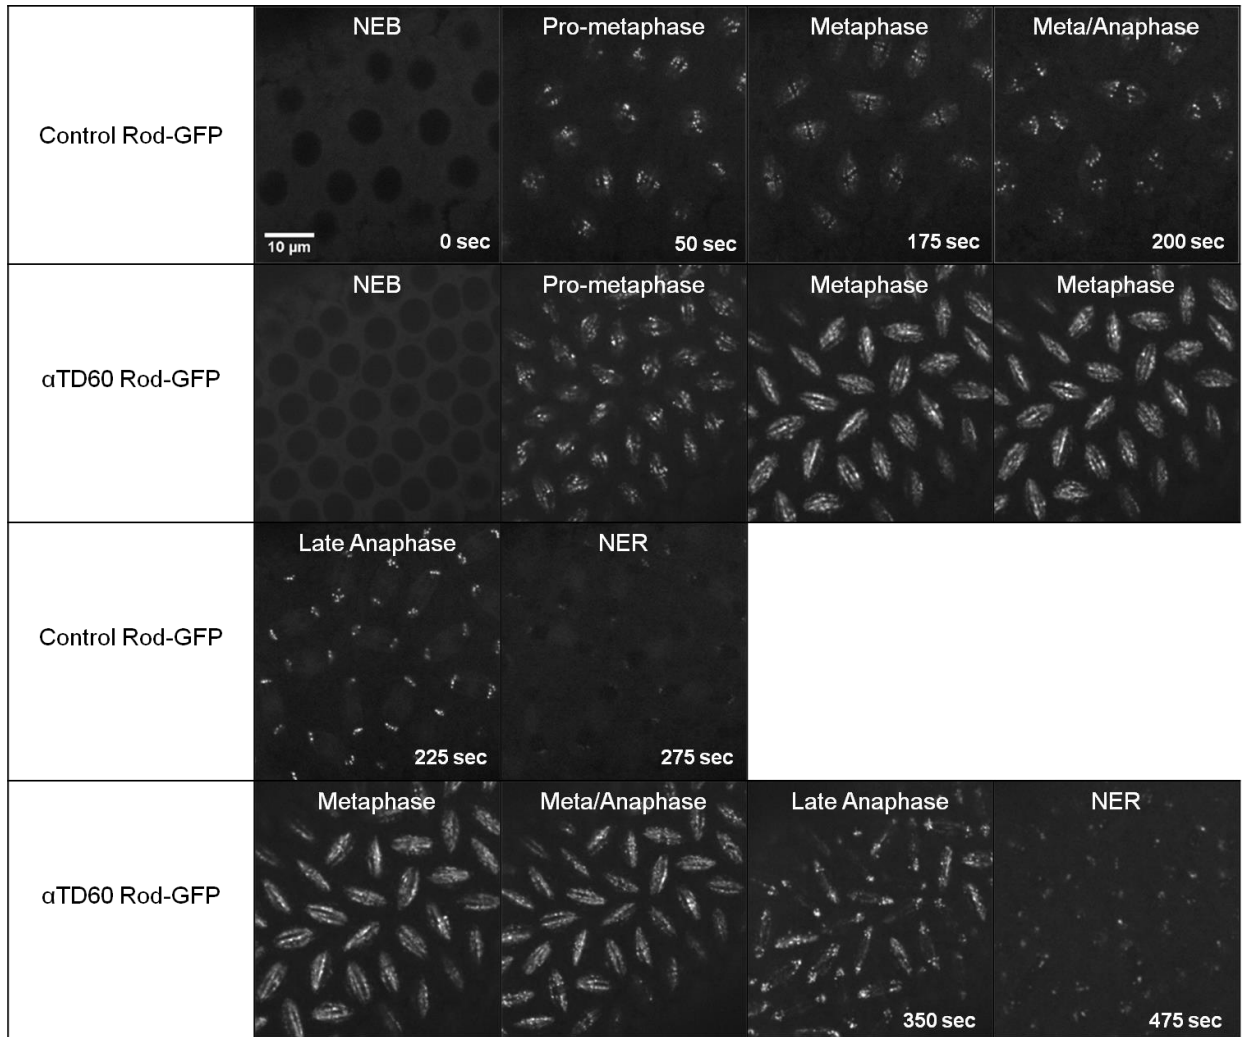 NEB
Pro-metaphase
Metaphase
Meta/Anaphase
Control Rod-GFP
10 µm
0 sec
50 sec
175 sec
200 sec
NEB
Pro-metaphase
Metaphase
Metaphase
αTD60 Rod-GFP
Late Anaphase
NER
Control Rod-GFP
225 sec
275 sec
Metaphase
Meta/Anaphase
Late Anaphase
NER
αTD60 Rod-GFP
350 sec
475 sec